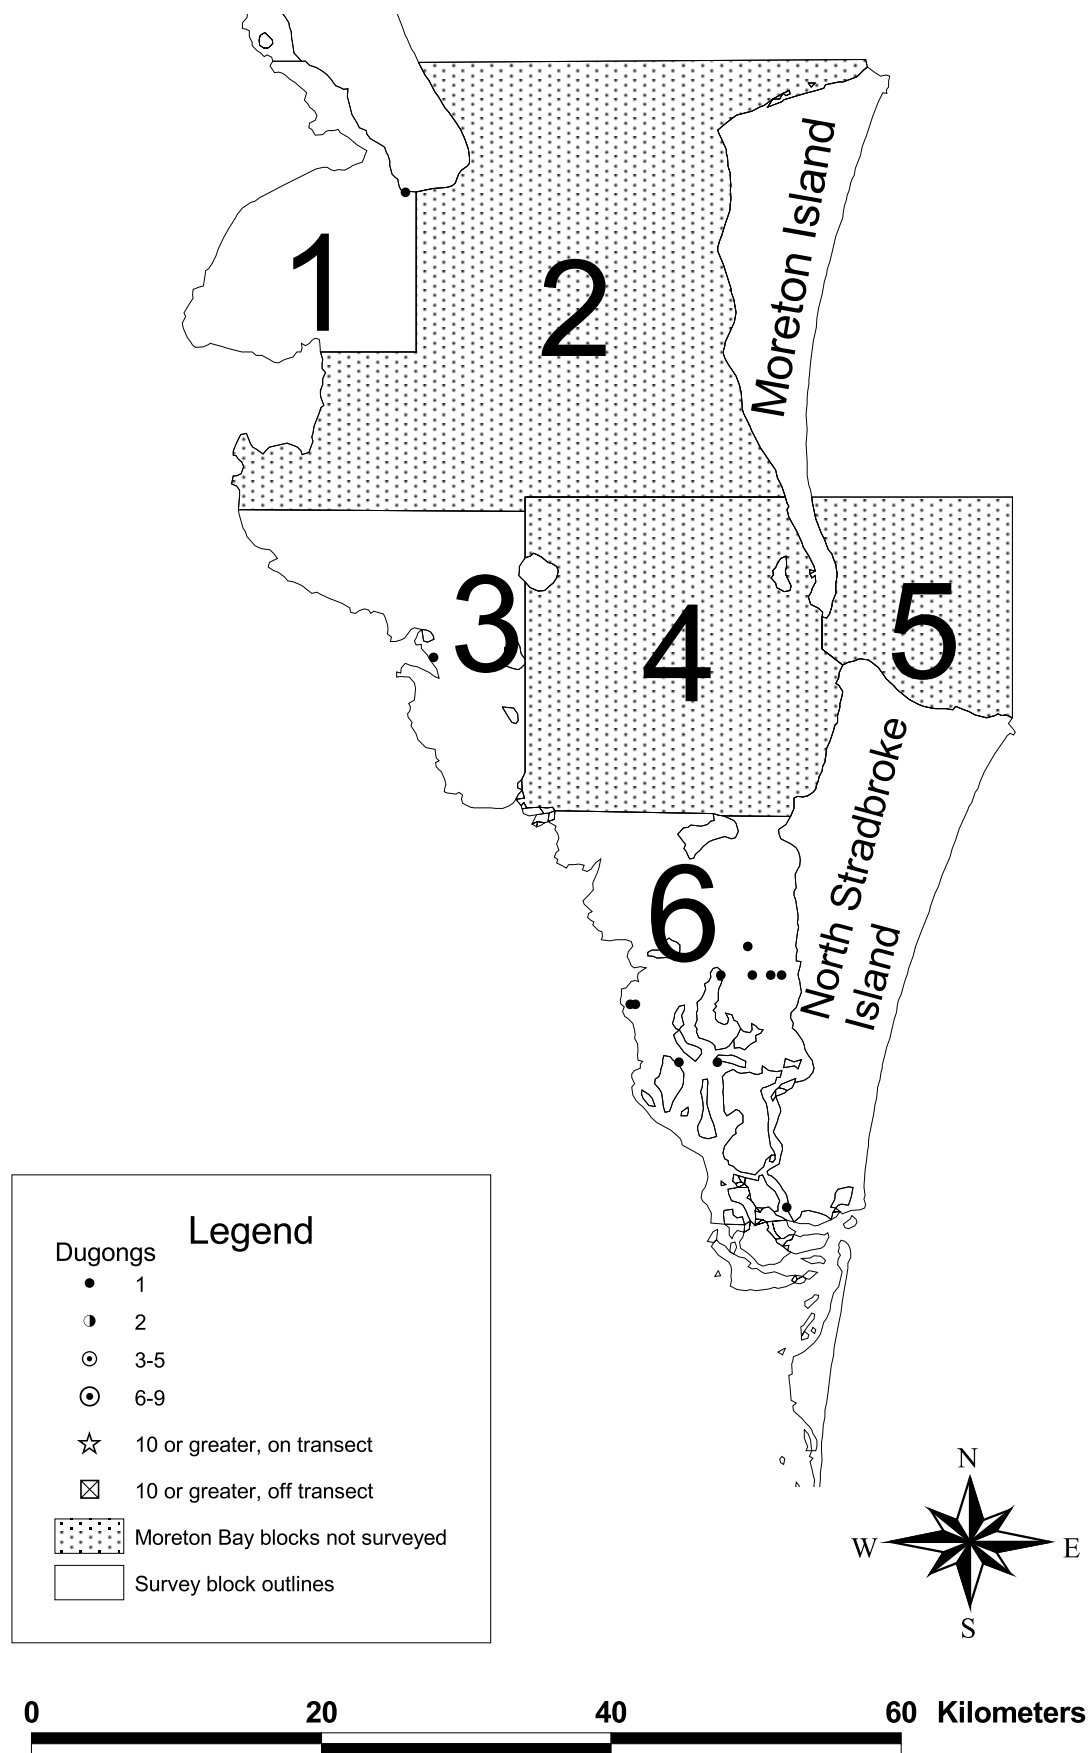 Moreton Island
1
2
3
4
5
North Stradbroke
Island
6
Legend
Dugongs
1
2
3-5
6-9
10 or greater, on transect
10 or greater, off transect
Moreton Bay blocks not surveyed
Survey block outlines
N
W
E
S
0 20 40 60 Kilometers